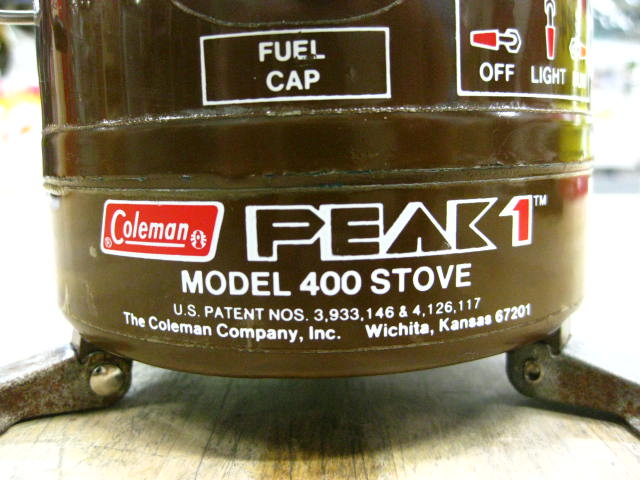 FUEL
CAP
OFF LIGHT
Coleman ®
PEAK 1™
MODEL 400 STOVE
U.S. PATENT NOS. 3,933,146 & 4,126,117
The Coleman Company, Inc. Wichita, Kansas 67201